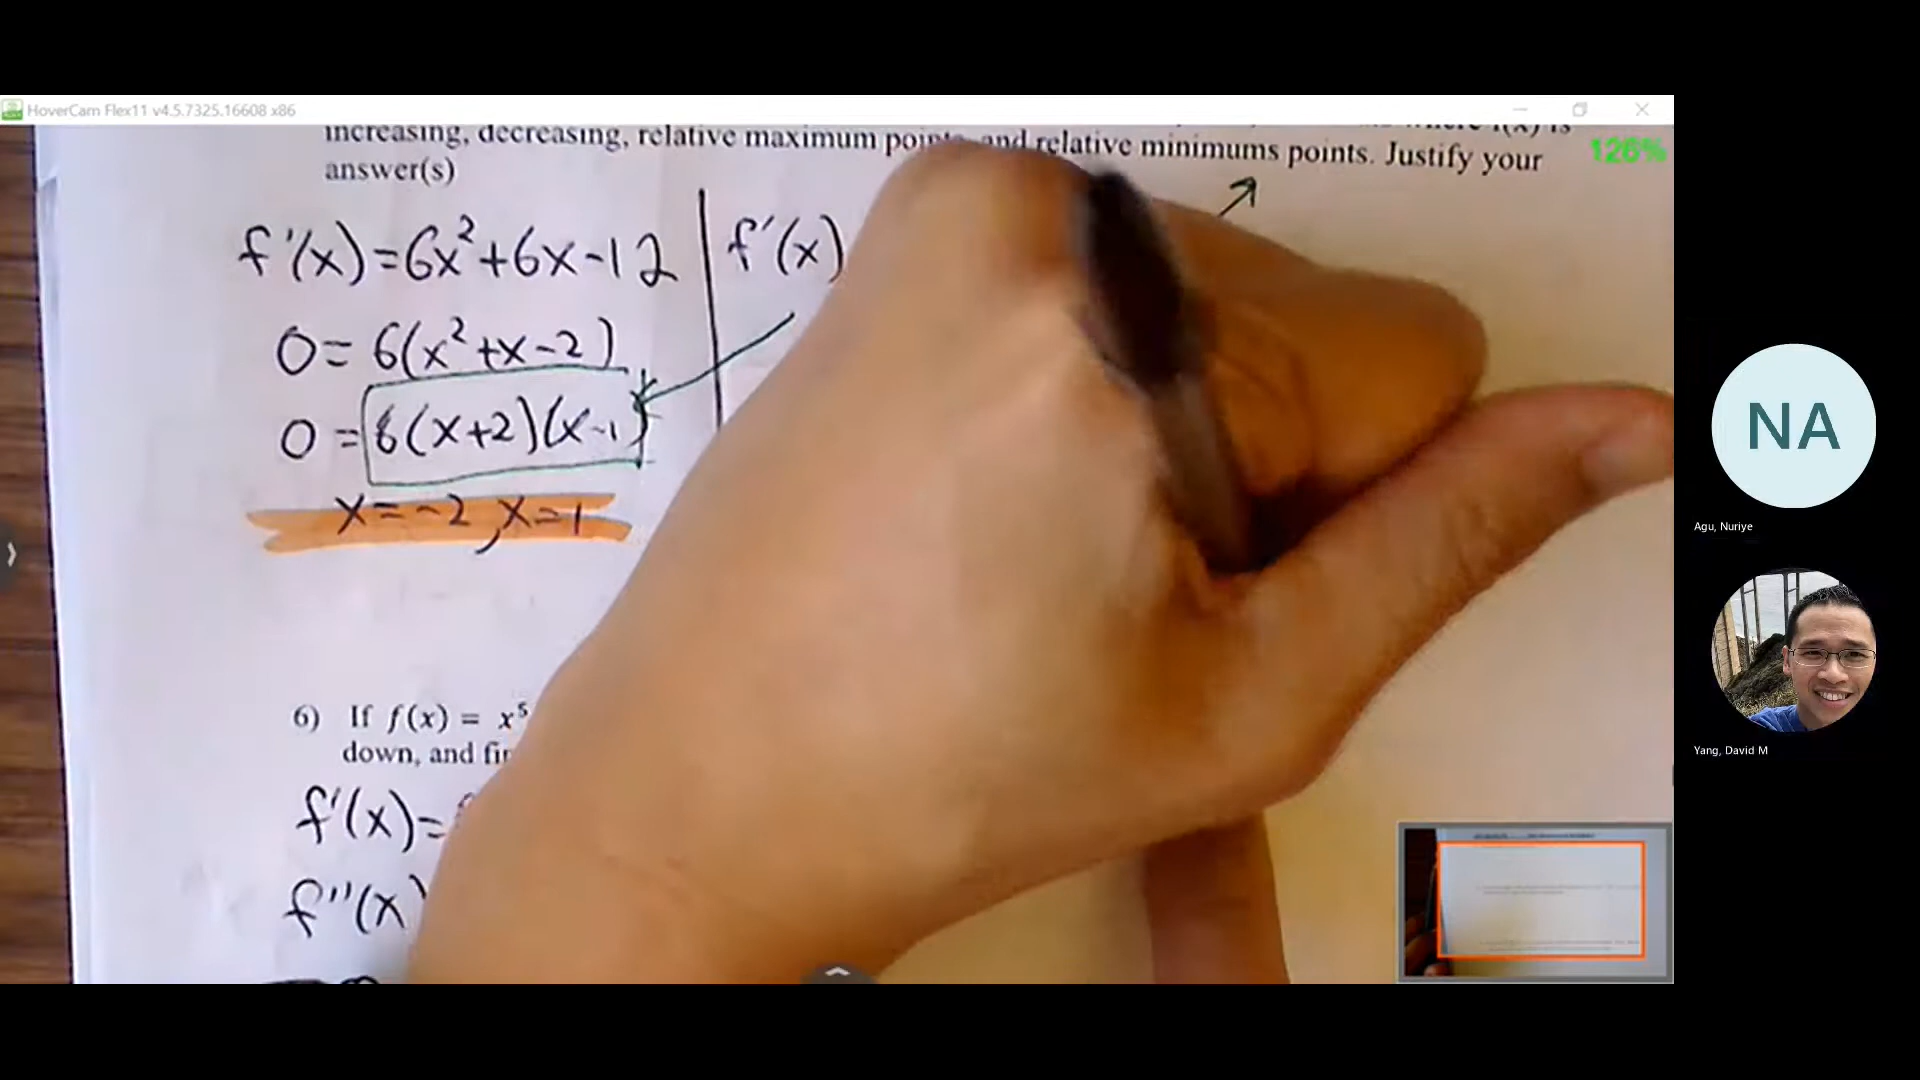 HoverCam Flex11 v4.5.7325.16608 x86
126%
increasing, decreasing, relative maximum points, and relative minimums points. Justify your
answer(s)
f'(x)=6x²+6x-12
0=6(x²+x-2)
0=6(x+2)(x-1)
x=-2, x=1
f'(x)
6) If f(x) = x⁵
down, and
f'(x)=
f''(x)
NA
Agu, Nuriye
Yang, David M